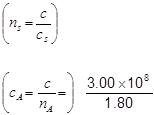 (n_s = c / c_s)
(c_A = c / n_A =) 3.00 × 10^8 / 1.80